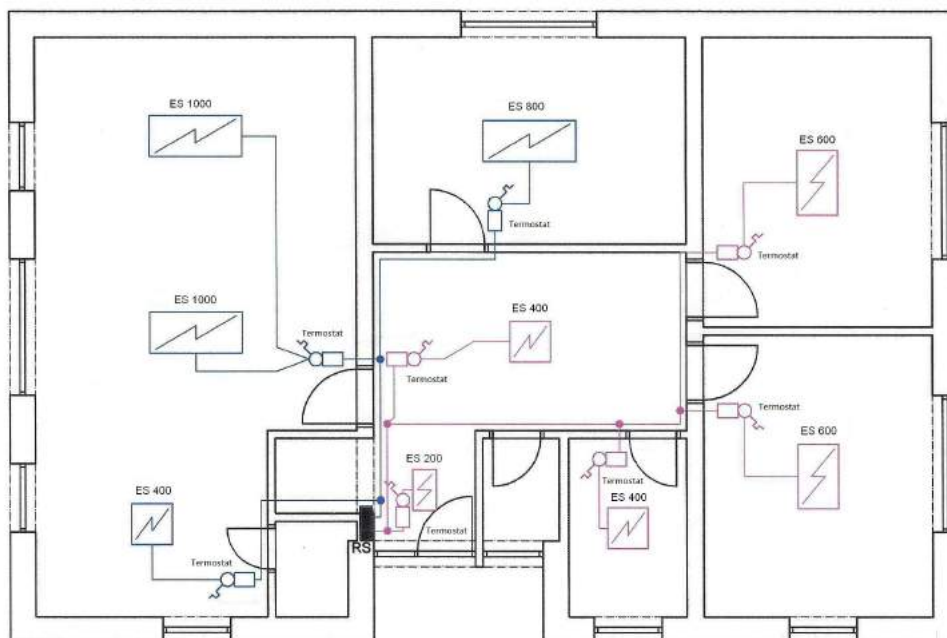 ES 1000
ES 800
ES 600
Termostat
Termostat
ES 1000
ES 400
Termostat
Termostat
Termostat
ES 200
ES 600
Termostat
ES 400
ES 400
Termostat
RS
Termostat